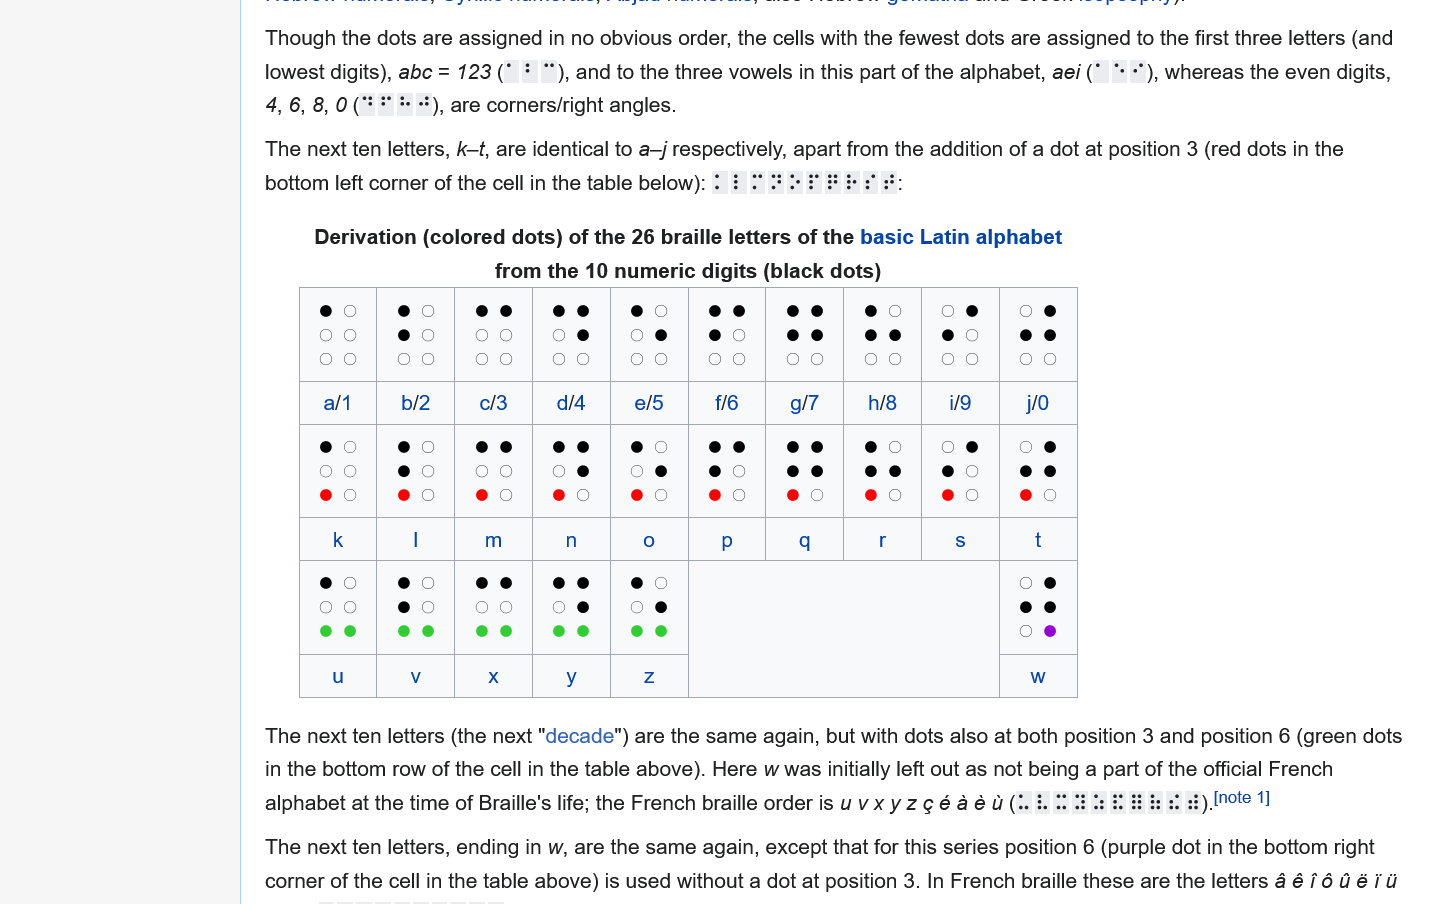 Though the dots are assigned in no obvious order, the cells with the fewest dots are assigned to the first three letters (and
lowest digits), abc = 123 (⠁⠃⠉), and to the three vowels in this part of the alphabet, aei (⠁⠑⠊), whereas the even digits,
4, 6, 8, 0 (⠙⠋⠓⠚), are corners/right angles.
The next ten letters, k–t, are identical to a–j respectively, apart from the addition of a dot at position 3 (red dots in the
bottom left corner of the cell in the table below): ⠅⠇⠍⠝⠕⠏⠟⠗⠎⠞:
Derivation (colored dots) of the 26 braille letters of the basic Latin alphabet
from the 10 numeric digits (black dots)
a/1 b/2 c/3 d/4 e/5 f/6 g/7 h/8 i/9 j/0
k l m n o p q r s t
u v x y z w
The next ten letters (the next "decade") are the same again, but with dots also at both position 3 and position 6 (green dots
in the bottom row of the cell in the table above). Here w was initially left out as not being a part of the official French
alphabet at the time of Braille's life; the French braille order is u v x y z ç é à è ù (⠥⠧⠭⠽⠵⠯⠿⠷⠮⠾).[note 1]
The next ten letters, ending in w, are the same again, except that for this series position 6 (purple dot in the bottom right
corner of the cell in the table above) is used without a dot at position 3. In French braille these are the letters â ê î ô û ë ï ü